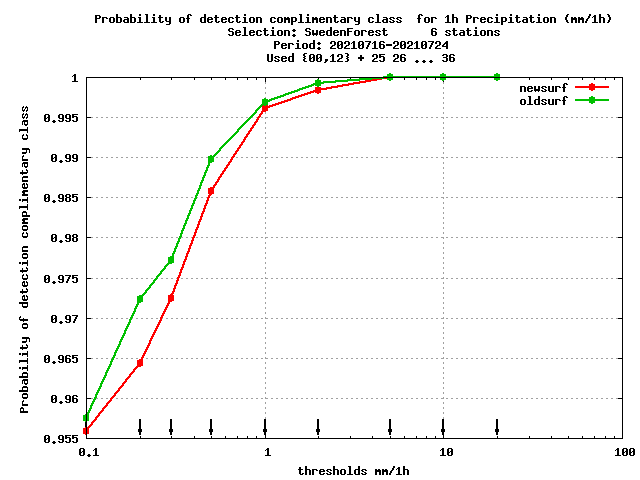 Probability of detection complimentary class  for 1h Precipitation (mm/1h)
Selection: SwedenForest      6 stations
Period: 20210716-20210724
Used {00,12} + 25 26 ... 36
1
0,995
0,99
0,985
0,98
0,975
0,97
0,965
0,96
0,955
Probability of detection complimentary class
newsurf
oldsurf
0.1 1 10 100
thresholds mm/1h